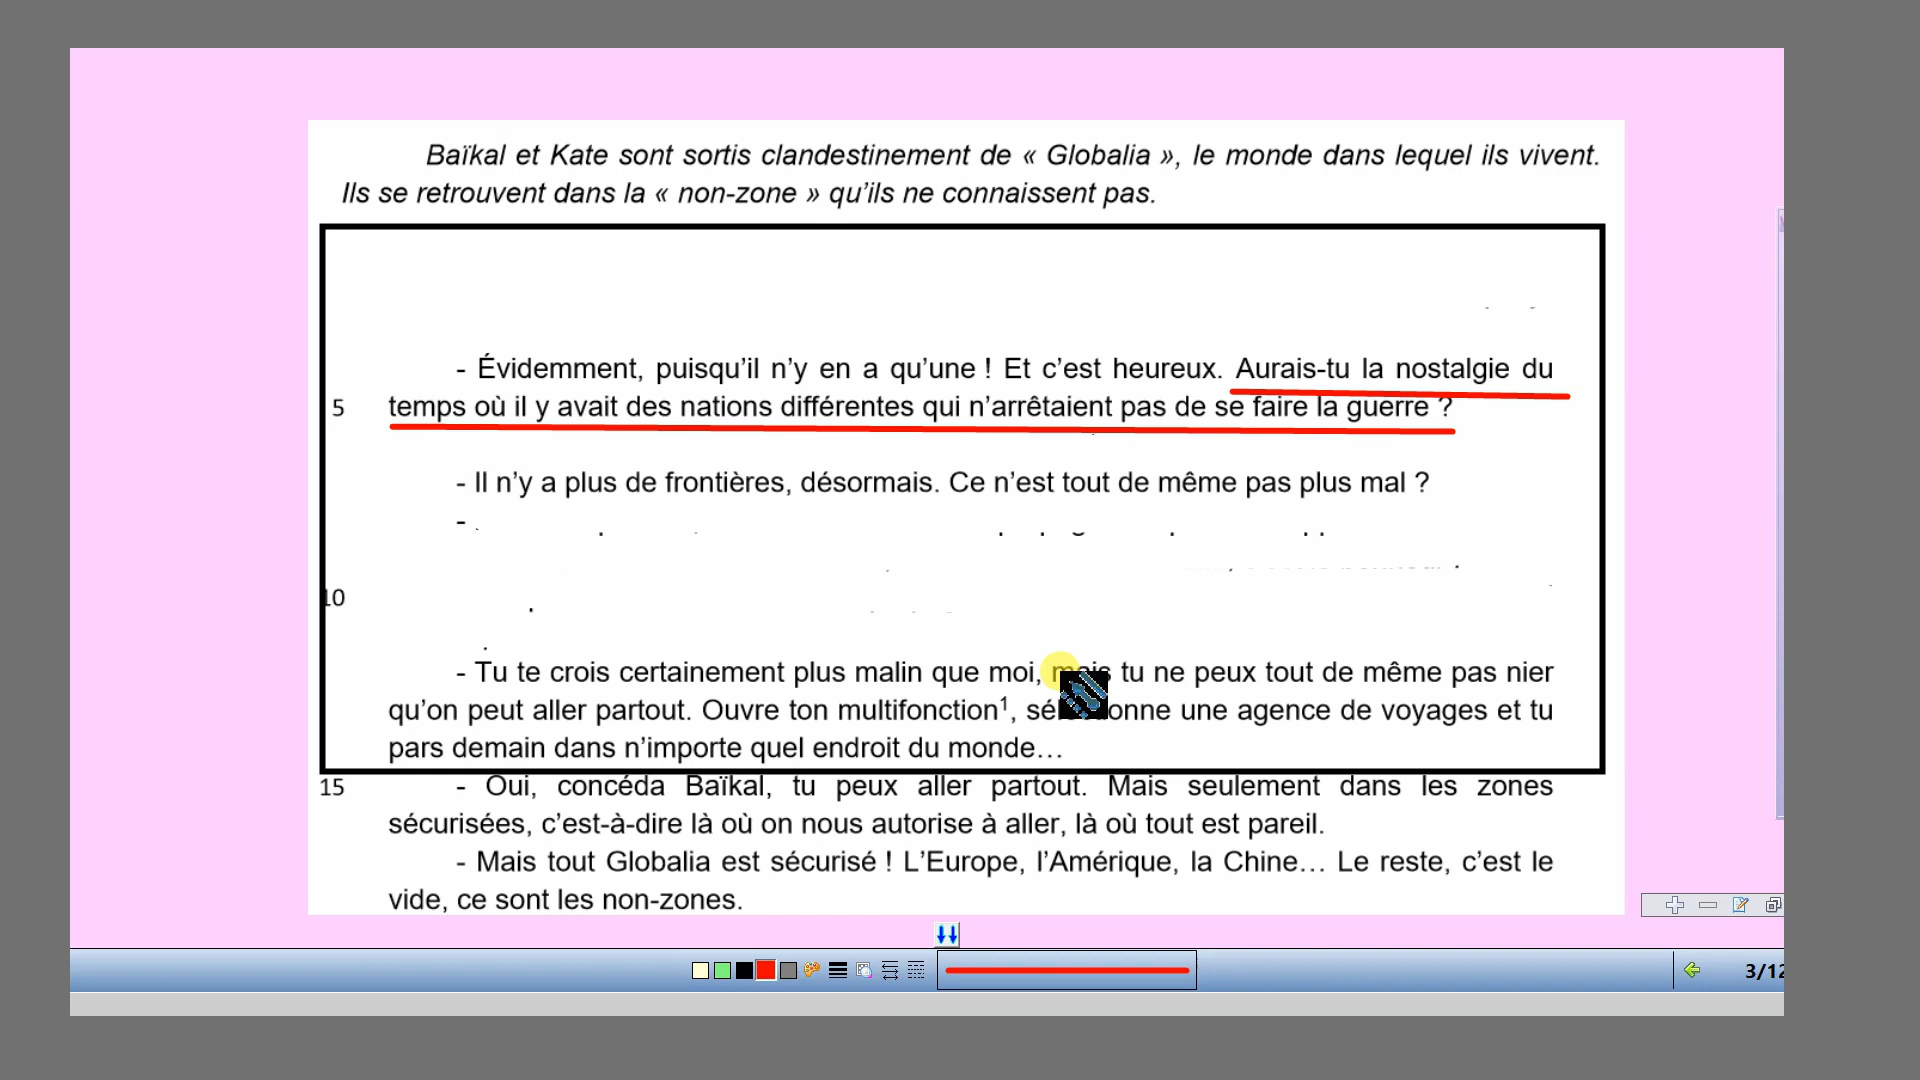 Baïkal et Kate sont sortis clandestinement de « Globalia », le monde dans lequel ils vivent.
Ils se retrouvent dans la « non-zone » qu’ils ne connaissent pas.
- Évidemment, puisqu’il n’y en a qu’une ! Et c’est heureux. Aurais-tu la nostalgie du
5 temps où il y avait des nations différentes qui n’arrêtaient pas de se faire la guerre ?
- Il n’y a plus de frontières, désormais. Ce n’est tout de même pas plus mal ?
-
10
- Tu te crois certainement plus malin que moi, mais tu ne peux tout de même pas nier
qu’on peut aller partout. Ouvre ton multifonction¹, une agence de voyages et tu
pars demain dans n’importe quel endroit du monde…
15 - Oui, concéda Baïkal, tu peux aller partout. Mais seulement dans les zones
sécurisées, c’est-à-dire là où on nous autorise à aller, là où tout est pareil.
- Mais tout Globalia est sécurisé ! L’Europe, l’Amérique, la Chine… Le reste, c’est le
vide, ce sont les non-zones.
3/12